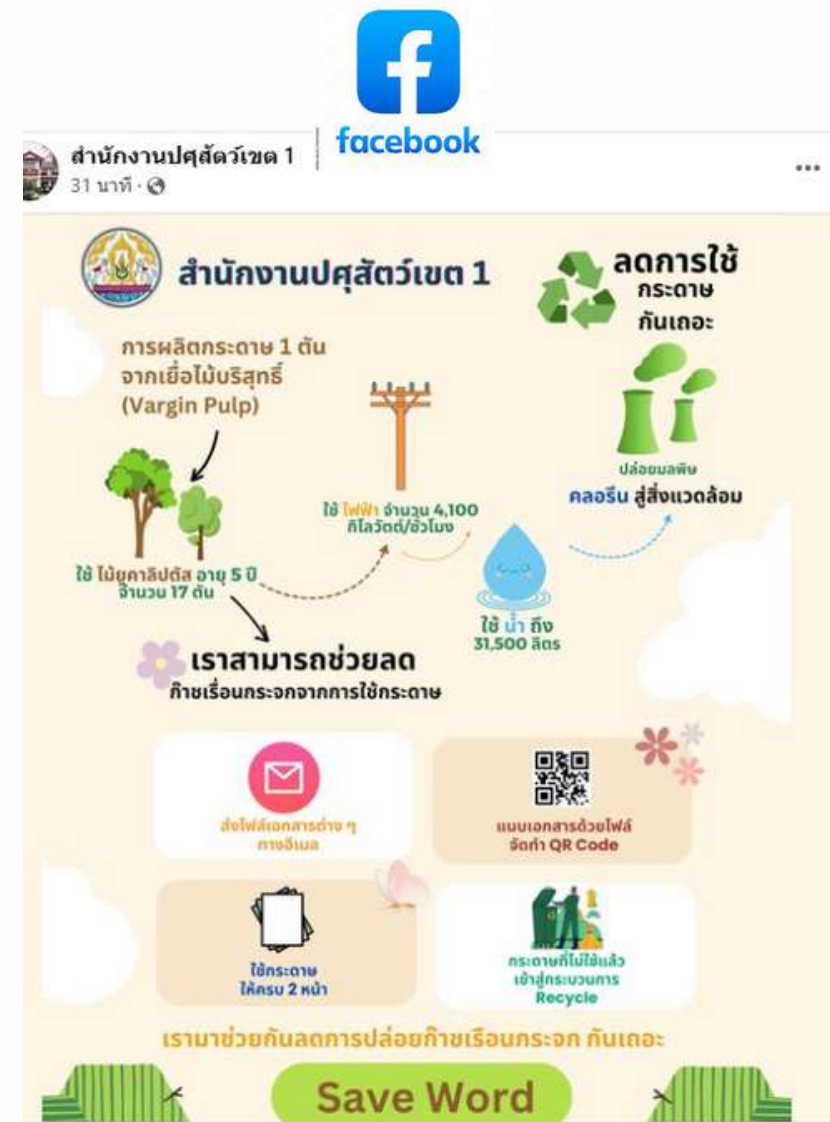 facebook
สำนักงานปศุสัตว์เขต 1
31 นาที ·
สำนักงานปศุสัตว์เขต 1
ลดการใช้
กระดาษ
กันเถอะ
การผลิตกระดาษ 1 ตัน
จากเยื่อไม้บริสุทธิ์
(Vargin Pulp)
ปล่อยมลพิษ
คลอรีน สู่สิ่งแวดล้อม
ใช้ ไฟฟ้า จำนวน 4,100
กิโลวัตต์/ชั่วโมง
ใช้ ไม้ยูคาลิปตัส อายุ 5 ปี
จำนวน 17 ตัน
ใช้ น้ำ ถึง
31,500 ลิตร
เราสามารถช่วยลด
ก๊าซเรื่อนกระจกจากการใช้กระดาษ
ส่งไฟล์เอกสารต่าง ๆ
ทางอีเมล
แนบเอกสารด้วยไฟล์
จัดทำ QR Code
ใช้กระดาษ
ให้ครบ 2 หน้า
กระดาษที่ไม่ใช้แล้ว
เข้าสู่กระบวนการ
Recycle
เรามาช่วยกันลดการปล่อยก๊าซเรือนกระจก กันเถอะ
Save Word